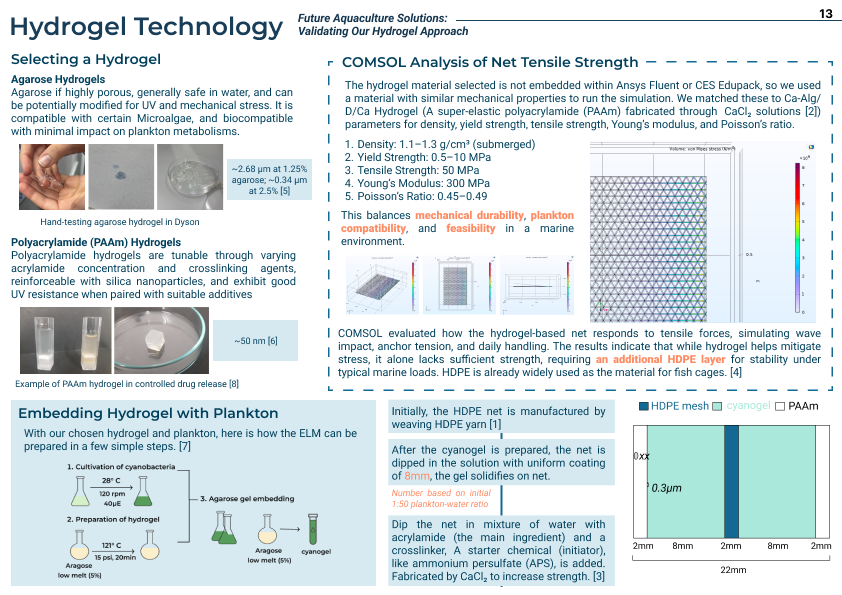 Hydrogel Technology
Future Aquaculture Solutions:
Validating Our Hydrogel Approach
13
Selecting a Hydrogel
Agarose Hydrogels
Agarose if highly porous, generally safe in water, and can
be potentially modified for UV and mechanical stress. It is
compatible with certain Microalgae, and biocompatible
with minimal impact on plankton metabolisms.
~2.68 μm at 1.25%
agarose; ~0.34 μm
at 2.5% [5]
Hand-testing agarose hydrogel in Dyson
Polyacrylamide (PAAm) Hydrogels
Polyacrylamide hydrogels are tunable through varying
acrylamide concentration and crosslinking agents,
reinforceable with silica nanoparticles, and exhibit good
UV resistance when paired with suitable additives
~50 nm [6]
Example of PAAm hydrogel in controlled drug release [8]
COMSOL Analysis of Net Tensile Strength
The hydrogel material selected is not embedded within Ansys Fluent or CES Edupack, so we used
a material with similar mechanical properties to run the simulation. We matched these to Ca-Alg/
D/Ca Hydrogel (A super-elastic polyacrylamide (PAAm) fabricated through CaCl₂ solutions [2])
parameters for density, yield strength, tensile strength, Young's modulus, and Poisson's ratio.
1. Density: 1.1–1.3 g/cm³ (submerged)
2. Yield Strength: 0.5–10 MPa
3. Tensile Strength: 50 MPa
4. Young's Modulus: 300 MPa
5. Poisson's Ratio: 0.45–0.49
This balances mechanical durability, plankton
compatibility, and feasibility in a marine
environment.
Volume: von Mises stress (N/m²)
8
7
6
5
4
3
2
1
0
0.5
COMSOL evaluated how the hydrogel-based net responds to tensile forces, simulating wave
impact, anchor tension, and daily handling. The results indicate that while hydrogel helps mitigate
stress, it alone lacks sufficient strength, requiring an additional HDPE layer for stability under
typical marine loads. HDPE is already widely used as the material for fish cages. [4]
Embedding Hydrogel with Plankton
With our chosen hydrogel and plankton, here is how the ELM can be
prepared in a few simple steps. [7]
1. Cultivation of cyanobacteria
28° C
120 rpm
40μE
2. Preparation of hydrogel
121° C
15 psi, 20min
Aragose
low melt (5%)
3. Agarose gel embedding
Aragose
low melt (5%)
cyanogel
Initially, the HDPE net is manufactured by
weaving HDPE yarn [1]
After the cyanogel is prepared, the net is
dipped in the solution with uniform coating
of 8mm, the gel solidifies on net.
Number based on initial
1:50 plankton-water ratio
Dip the net in mixture of water with
acrylamide (the main ingredient) and a
crosslinker, A starter chemical (initiator),
like ammonium persulfate (APS), is added.
Fabricated by CaCl₂ to increase strength. [3]
HDPE mesh cyanogel PAAm
0xx
0.3μm
2mm 8mm 2mm 8mm 2mm
22mm